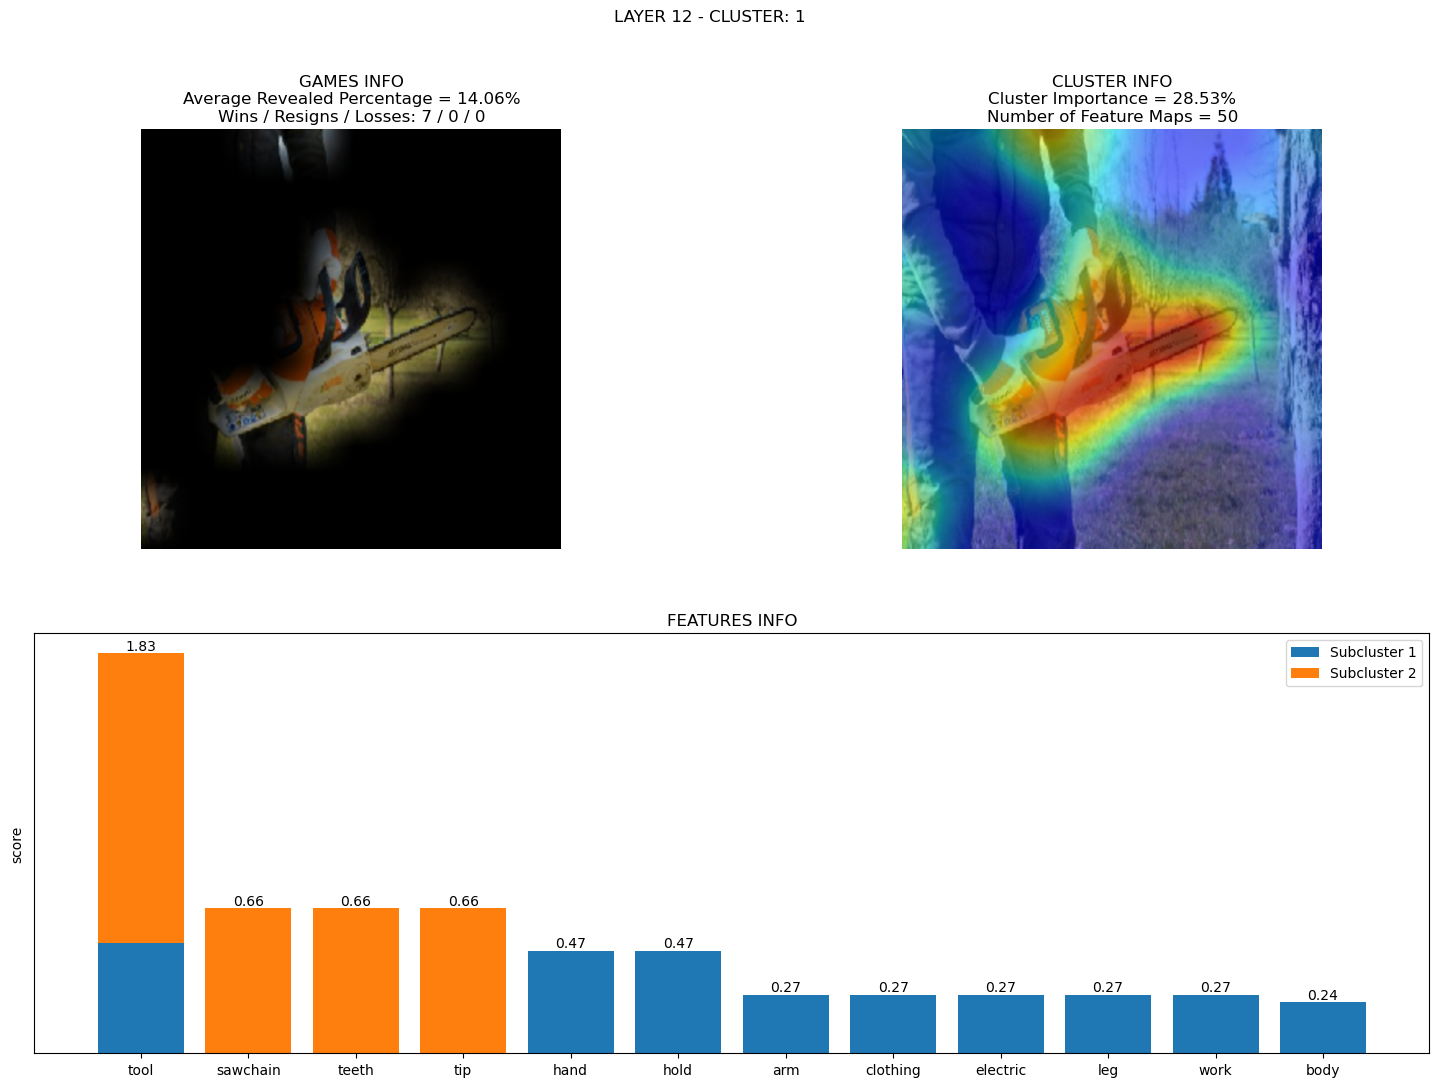 LAYER 12 - CLUSTER: 1
GAMES INFO
Average Revealed Percentage = 14.06%
Wins / Resigns / Losses: 7 / 0 / 0
CLUSTER INFO
Cluster Importance = 28.53%
Number of Feature Maps = 50
FEATURES INFO
Subcluster 1
Subcluster 2
score
1.83
0.66
0.66
0.66
0.47
0.47
0.27
0.27
0.27
0.27
0.27
0.24
tool
sawchain
teeth
tip
hand
hold
arm
clothing
electric
leg
work
body